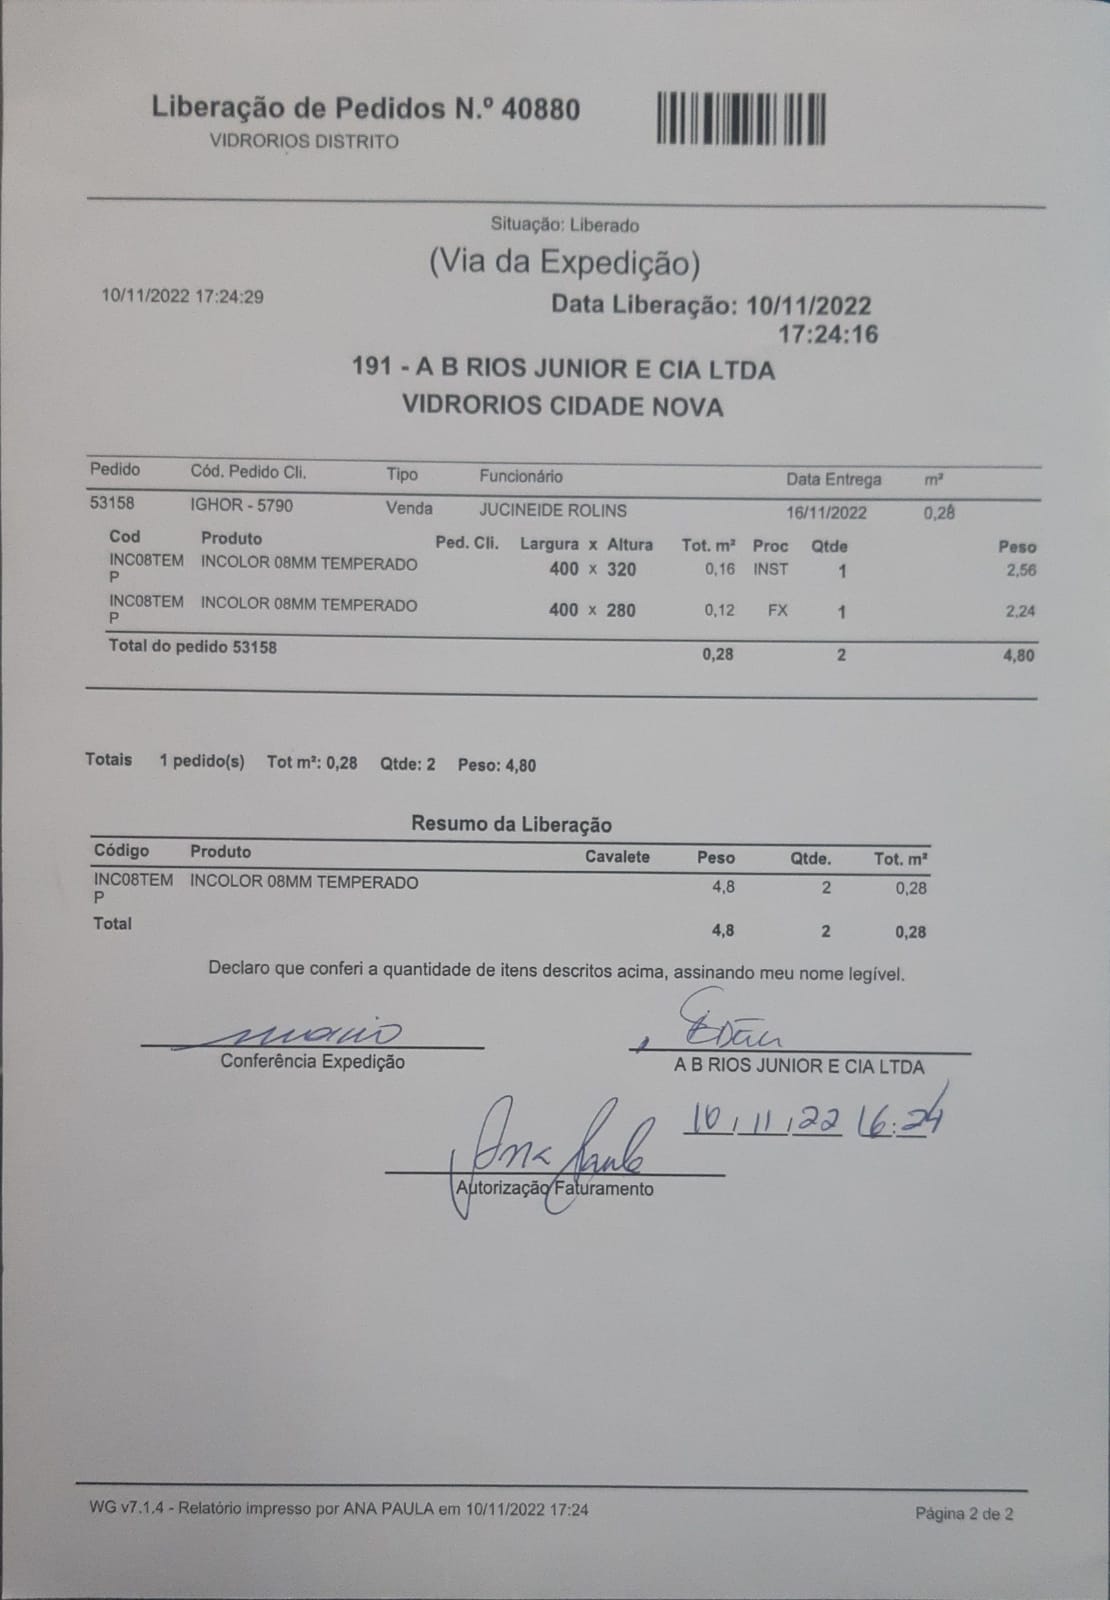 Liberação de Pedidos N.º 40880
VIDRORIOS DISTRITO
Situação: Liberado
(Via da Expedição)
10/11/2022 17:24:29
Data Liberação: 10/11/2022
17:24:16
191 - A B RIOS JUNIOR E CIA LTDA
VIDRORIOS CIDADE NOVA
Pedido Cód. Pedido Cli. Tipo Funcionário Data Entrega m²
53158 IGHOR - 5790 Venda JUCINEIDE ROLINS 16/11/2022 0,28
Cod Produto Ped. Cli. Largura x Altura Tot. m² Proc Qtde Peso
INC08TEM INCOLOR 08MM TEMPERADO 400 x 320 0,16 INST 1 2,56
P
INC08TEM INCOLOR 08MM TEMPERADO 400 x 280 0,12 FX 1 2,24
P
Total do pedido 53158 0,28 2 4,80
Totais 1 pedido(s) Tot m²: 0,28 Qtde: 2 Peso: 4,80
Resumo da Liberação
Código Produto Cavalete Peso Qtde. Tot. m²
INC08TEM INCOLOR 08MM TEMPERADO 4,8 2 0,28
P
Total 4,8 2 0,28
Declaro que conferi a quantidade de itens descritos acima, assinando meu nome legível.
Conferência Expedição
A B RIOS JUNIOR E CIA LTDA
10/11/22 16:24
Ana Paula
Autorização Faturamento
WG v7.1.4 - Relatório impresso por ANA PAULA em 10/11/2022 17:24
Página 2 de 2